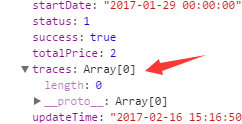 startDate: "2017-01-29 00:00:00"
status: 1
success: true
totalPrice: 2
▼traces: Array[0]
length: 0
▶__proto__: Array[0]
updateTime: "2017-02-16 15:16:50